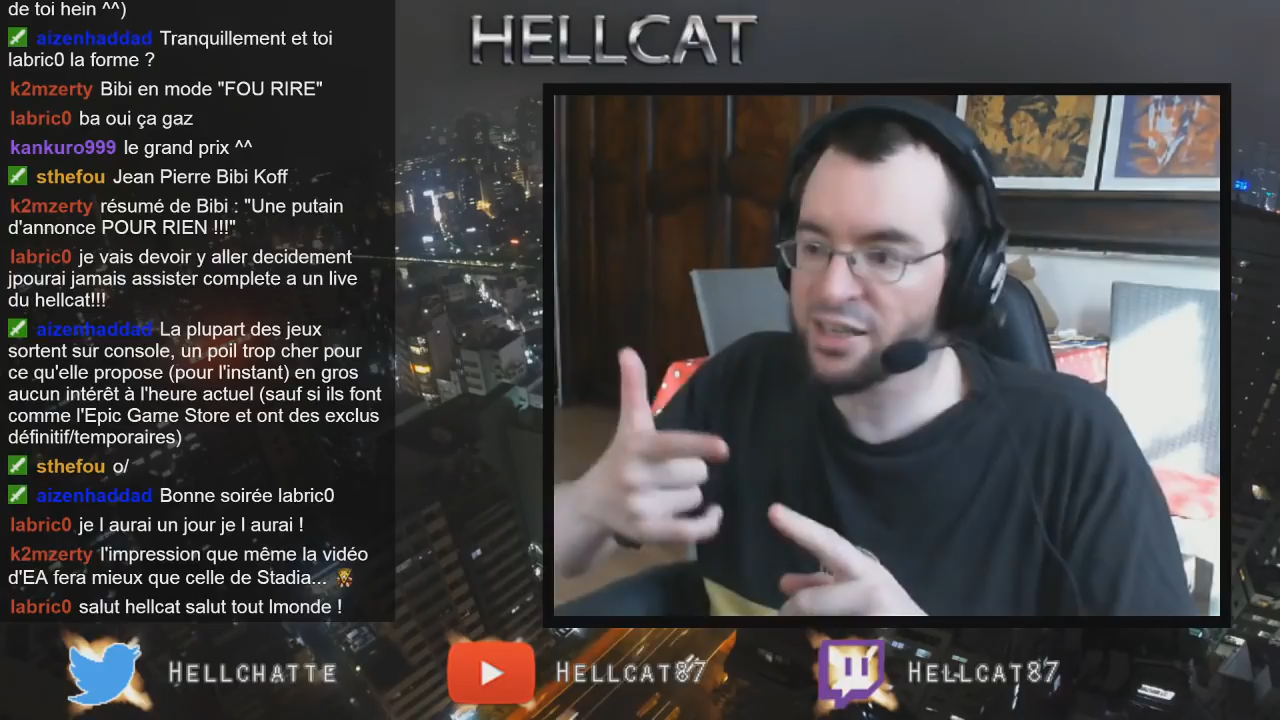 de toi hein ^^)
HELLCAT
aizenhaddad Tranquillement et toi
labric0 la forme ?
k2mzerty Bibi en mode "FOU RIRE"
labric0 ba oui ça gaz
kankuro999 le grand prix ^^
sthefou Jean Pierre Bibi Koff
k2mzerty résumé de Bibi : "Une putain
d'annonce POUR RIEN !!!"
labric0 je vais devoir y aller decidement
jpourai jamais assister complete a un live
du hellcat!!!
aizenhaddad La plupart des jeux
sortent sur console, un poil trop cher pour
ce qu'elle propose (pour l'instant) en gros
aucun intérêt à l'heure actuel (sauf si ils font
comme l'Epic Game Store et ont des exclus
définitif/temporaires)
sthefou o/
aizenhaddad Bonne soirée labric0
labric0 je l aurai un jour je l aurai !
k2mzerty l'impression que même la vidéo
d'EA fera mieux que celle de Stadia...
labric0 salut hellcat salut tout lmonde !
HELLCHATTE
HELLCAT87
HELLCAT87